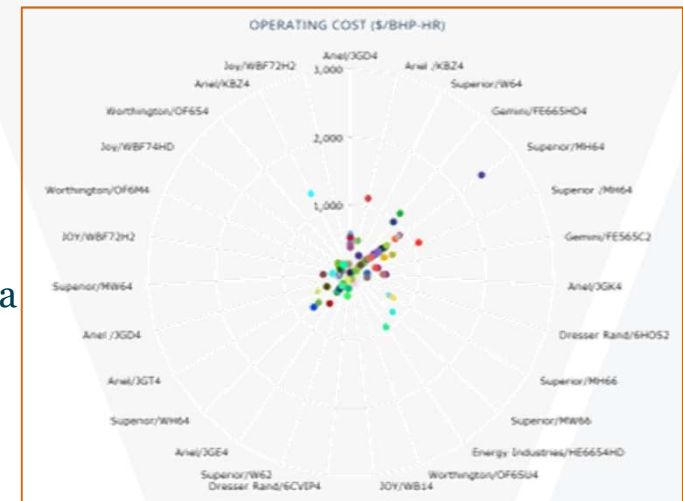 OPERATING COST ($/BHP-HR)
Ariel/JGD4
Joy/WBF72H2
Ariel /KBZ4
3,000
Ariel/KBZ4
Superior/W64
Worthington/OF6S4
Gemini/FE665HD4
2,000
Joy/WBF74HD
Superior/MH64
Worthington/OF6M4
Superior /MH64
1,000
JOY/WBF72H2
Gemini/FE565C2
Superior/MW64
Ariel/JGK4
a
Ariel /JGD4
Dresser Rand/6HOS2
Ariel/JGT4
Superior/MH66
Superior/WH64
Superior/MW66
Ariel/JGE4
Energy Industries/HE6654HD
Superior/W62
Worthington/OF6SU4
Dresser Rand/6CVIP4
JOY/WB14